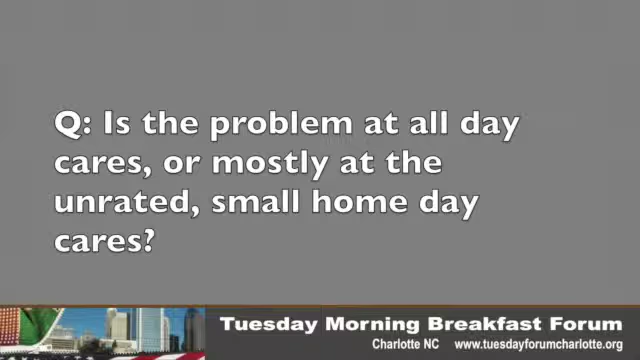 Q: Is the problem at all day
cares, or mostly at the
unrated, small home day
cares?
Tuesday Morning Breakfast Forum
Charlotte NC www.tuesdayforumcharlotte.org